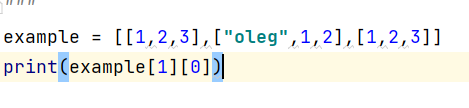 """
example = [[1,2,3],["oleg",1,2],[1,2,3]]
print(example[1][0])